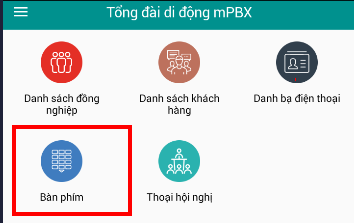 Tổng đài di động mPBX
Danh sách đồng
nghiệp
Danh sách khách
hàng
Danh bạ điện thoại
Bàn phím
Thoại hội nghị